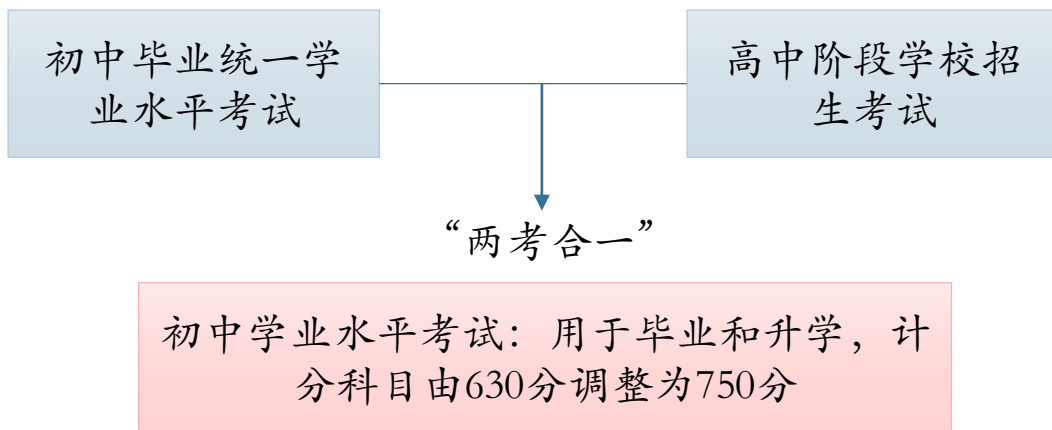 初中毕业统一学
业水平考试
高中阶段学校招
生考试
“两考合一”
初中学业水平考试：用于毕业和升学，计
分科目由630分调整为750分